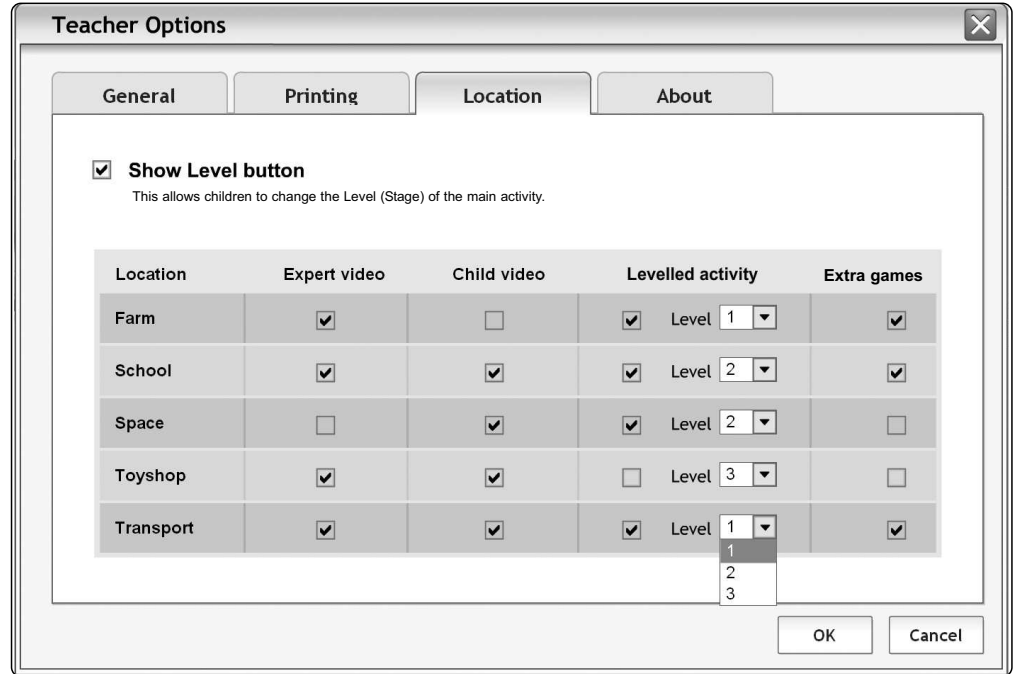 Teacher Options
General Printing Location About
Show Level button
This allows children to change the Level (Stage) of the main activity.
Location Expert video Child video Levelled activity Extra games
Farm Level 1
School Level 2
Space Level 2
Toyshop Level 3
Transport Level 1
1
2
3
OK Cancel